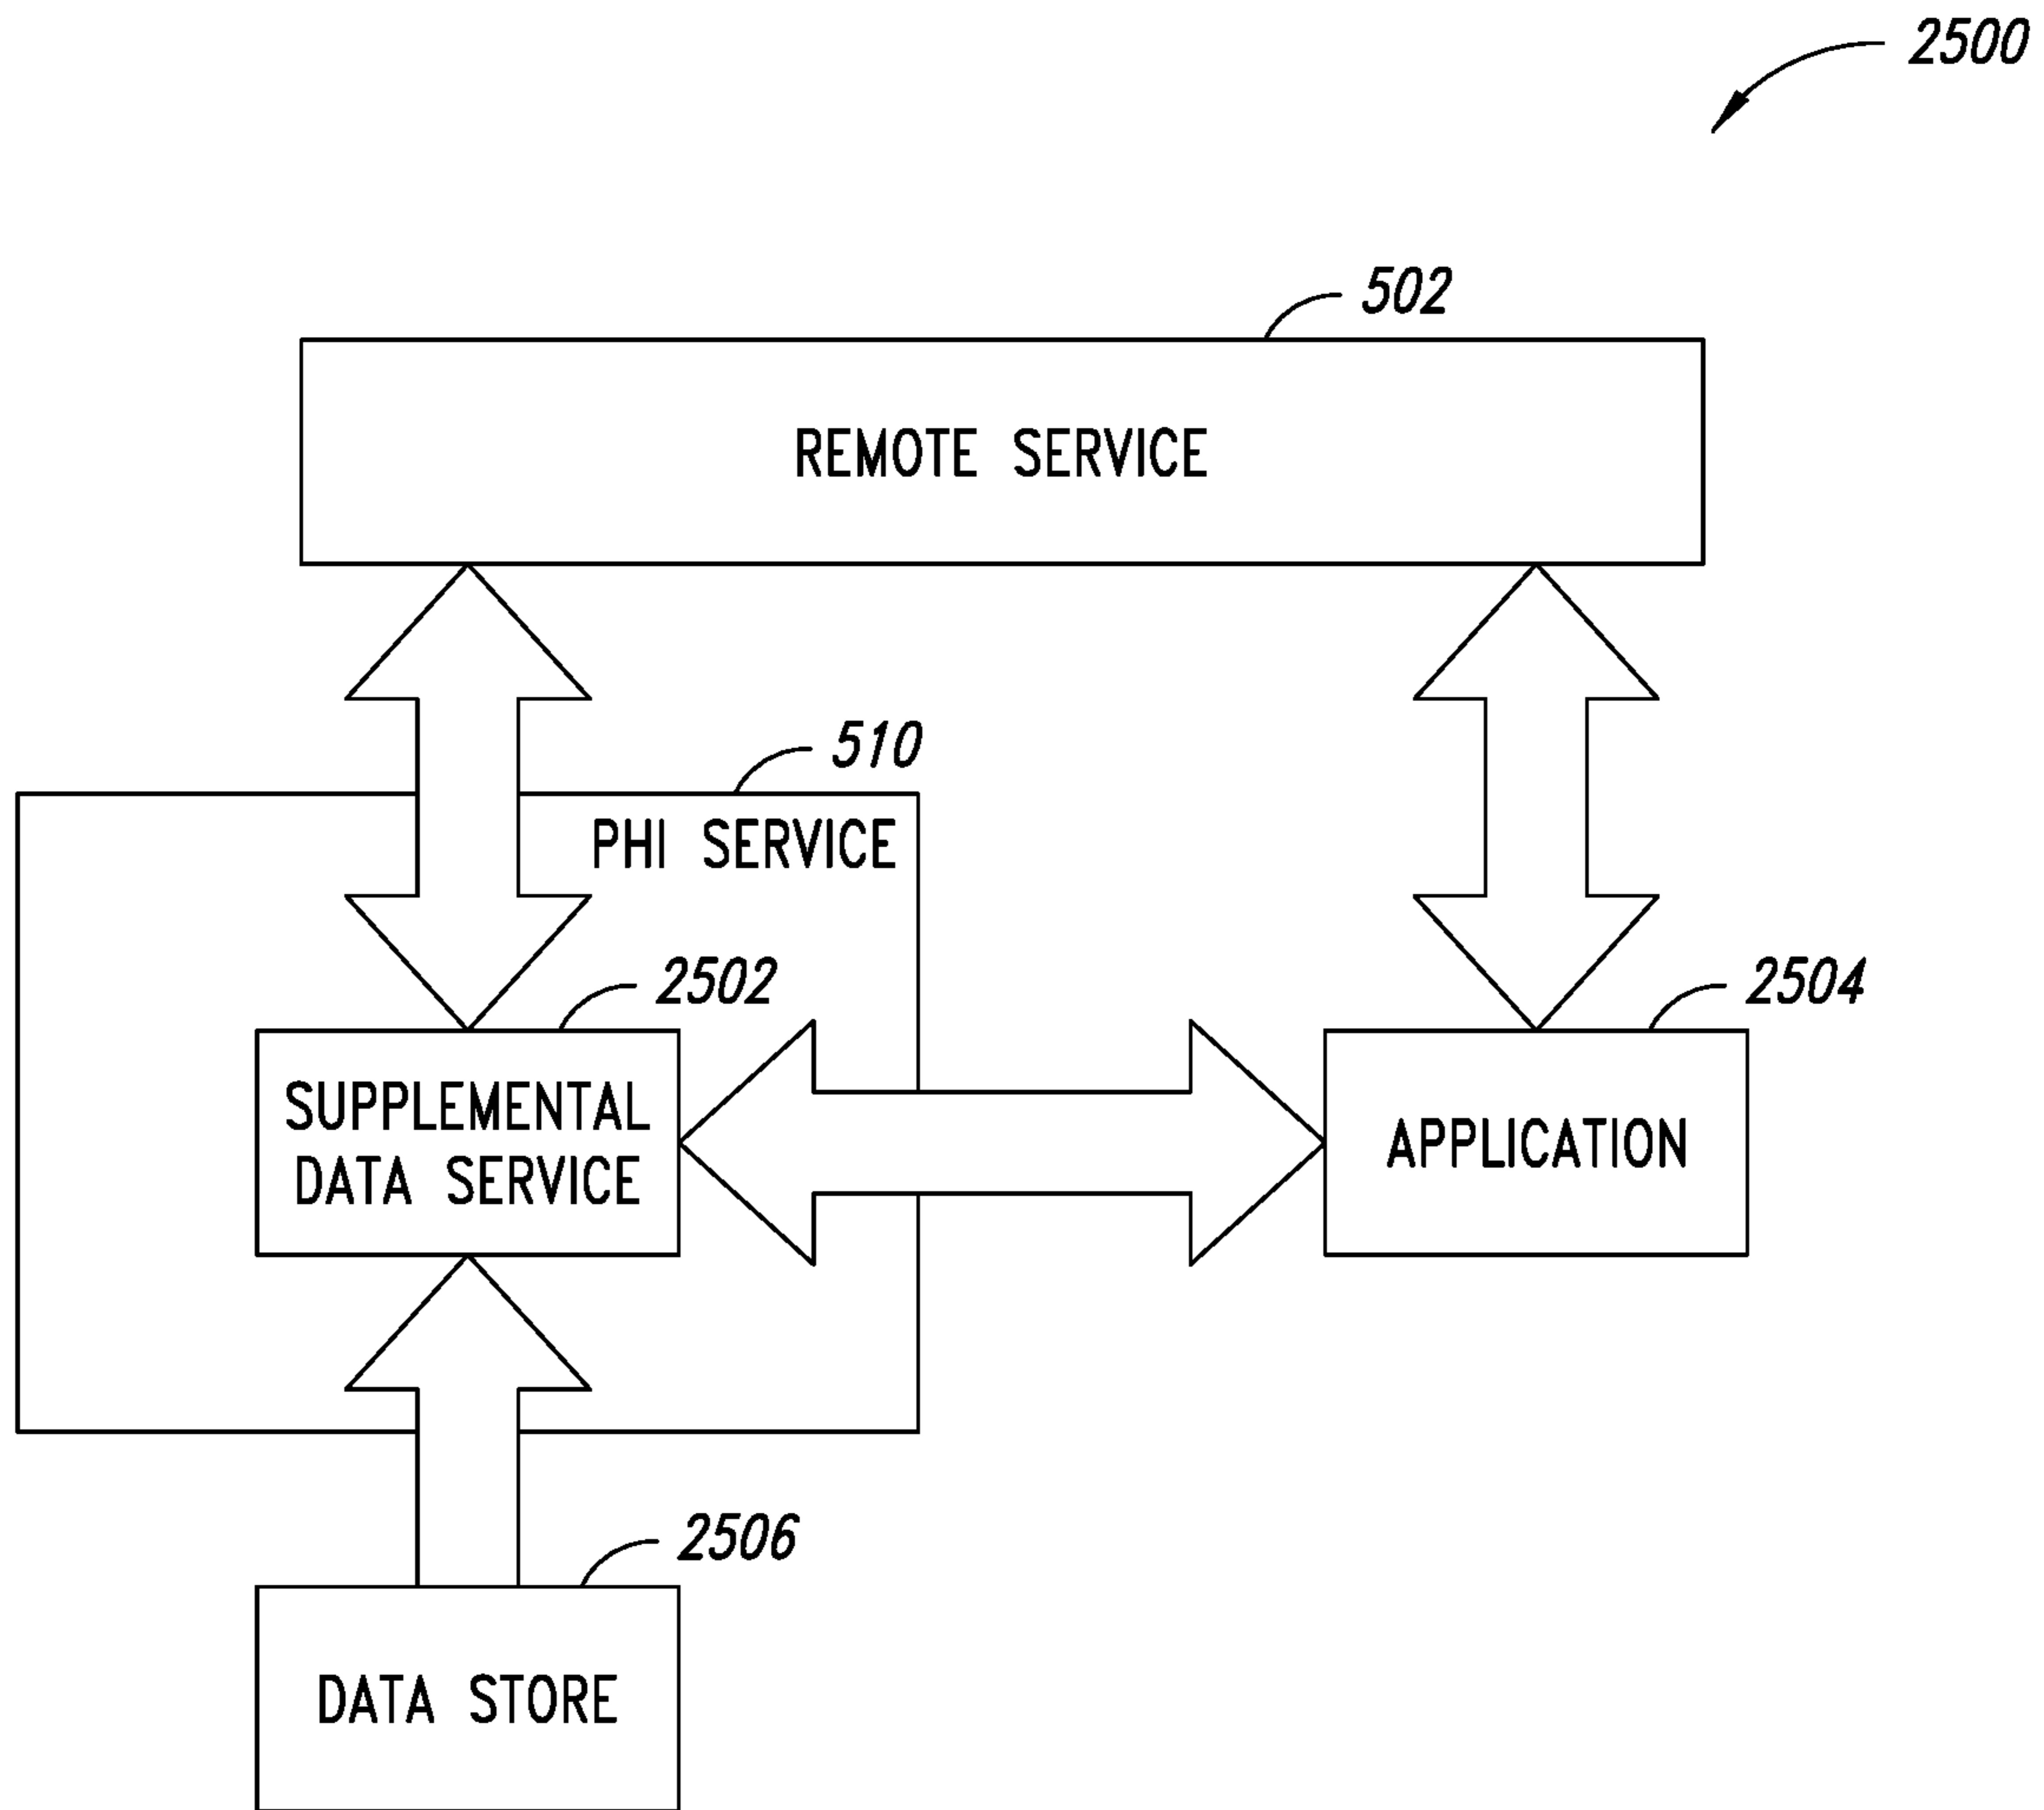 2500
502
REMOTE SERVICE
510
PHI SERVICE
2502
2504
SUPPLEMENTAL
DATA SERVICE
APPLICATION
2506
DATA STORE